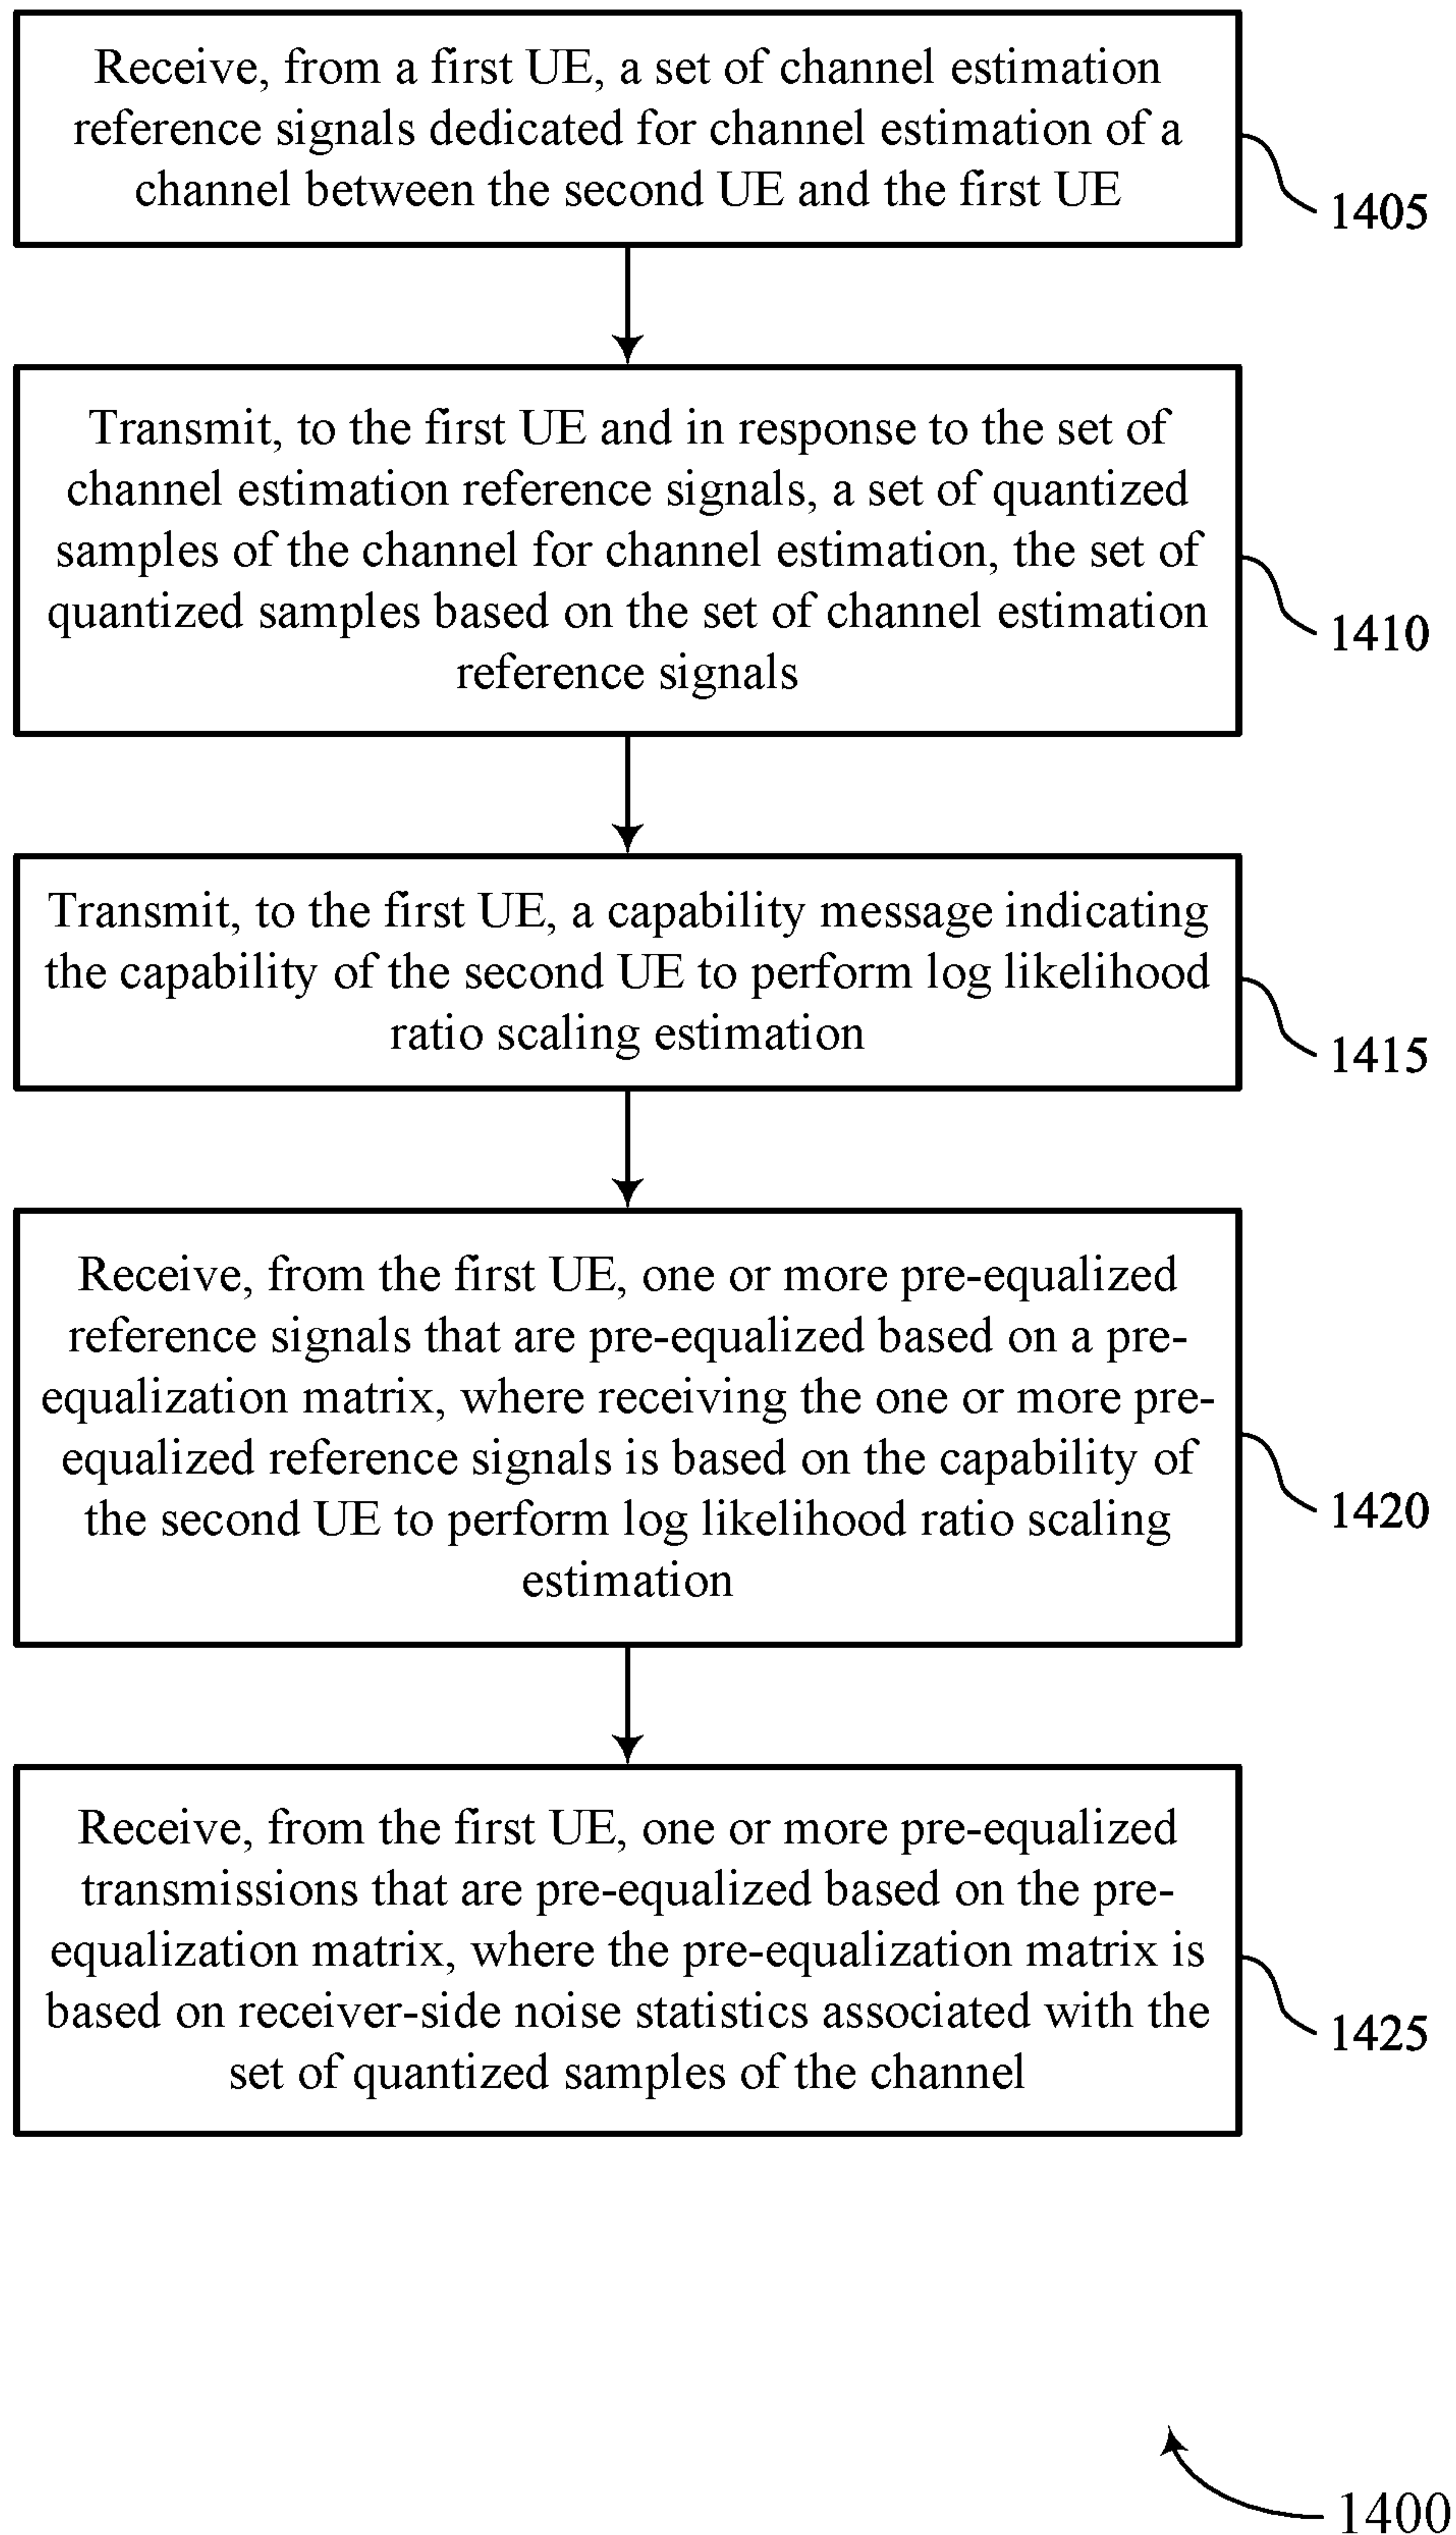 Receive, from a first UE, a set of channel estimation
reference signals dedicated for channel estimation of a
channel between the second UE and the first UE
1405
Transmit, to the first UE and in response to the set of
channel estimation reference signals, a set of quantized
samples of the channel for channel estimation, the set of
quantized samples based on the set of channel estimation
reference signals
1410
Transmit, to the first UE, a capability message indicating
the capability of the second UE to perform log likelihood
ratio scaling estimation
1415
Receive, from the first UE, one or more pre-equalized
reference signals that are pre-equalized based on a pre-
equalization matrix, where receiving the one or more pre-
equalized reference signals is based on the capability of
the second UE to perform log likelihood ratio scaling
estimation
1420
Receive, from the first UE, one or more pre-equalized
transmissions that are pre-equalized based on the pre-
equalization matrix, where the pre-equalization matrix is
based on receiver-side noise statistics associated with the
set of quantized samples of the channel
1425
1400